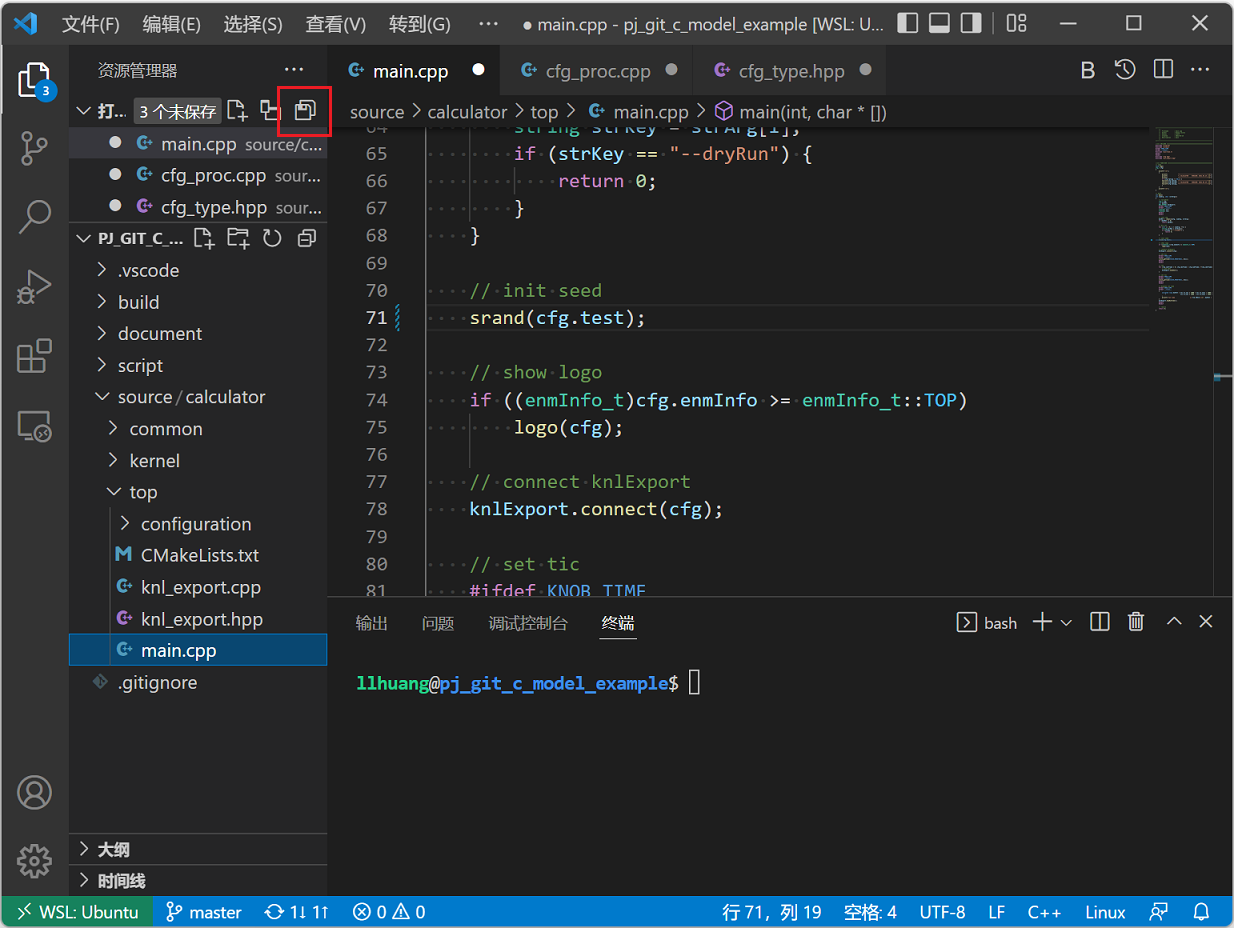 文件(F) 编辑(E) 选择(S) 查看(V) 转到(G) ··· ● main.cpp - pj_git_c_model_example [WSL: U...
资源管理器 ···
3
打... 3 个未保存
main.cpp source/c...
cfg_proc.cpp sour...
cfg_type.hpp sour...
PJ_GIT_C_...
.vscode
build
document
script
source/calculator
common
kernel
top
configuration
CMakeLists.txt
knl_export.cpp
knl_export.hpp
main.cpp
.gitignore
大纲
时间线
main.cpp ● cfg_proc.cpp ● cfg_type.hpp ● B ···
source > calculator > top > main.cpp > main(int, char * [])
64 string strKey = strArg[i];
65 if (strKey == "--dryRun") {
66 return 0;
67 }
68 }
69
70 // init seed
71 srand(cfg.test);
72
73 // show logo
74 if ((enmInfo_t)cfg.enmInfo >= enmInfo_t::TOP)
75 logo(cfg);
76
77 // connect knlExport
78 knlExport.connect(cfg);
79
80 // set tic
81 #ifdef KNOB_TIME
输出 问题 调试控制台 终端 bash
llhuang@pj_git_c_model_example$
WSL: Ubuntu master 1↓ 1↑ 0 0 行 71，列 19 空格: 4 UTF-8 LF C++ Linux